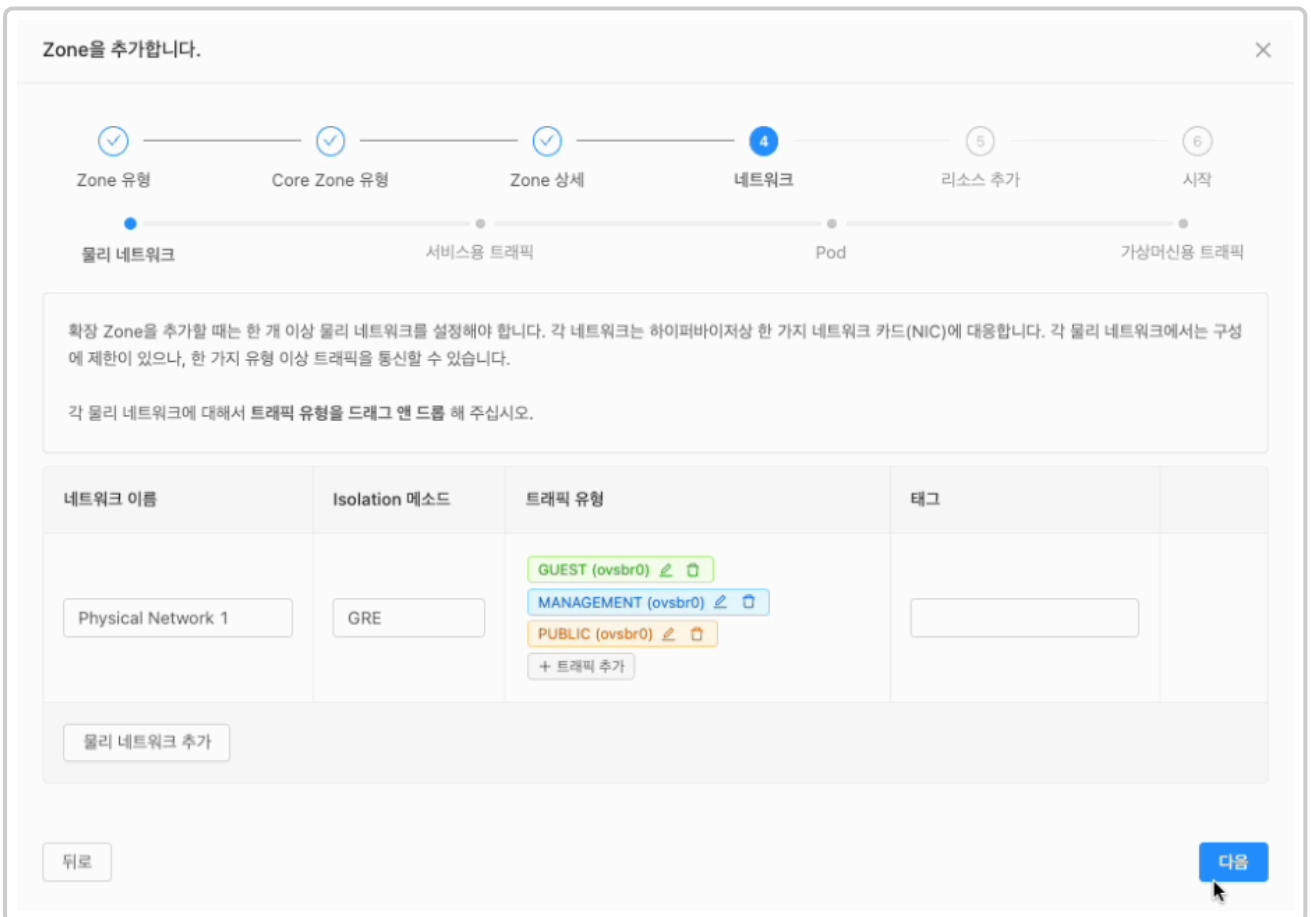 Zone을 추가합니다.
4 5 6
Zone 유형 Core Zone 유형 Zone 상세 네트워크 리소스 추가 시작
물리 네트워크 서비스용 트래픽 Pod 가상머신용 트래픽
확장 Zone을 추가할 때는 한 개 이상 물리 네트워크를 설정해야 합니다. 각 네트워크는 하이퍼바이저상 한 가지 네트워크 카드(NIC)에 대응합니다. 각 물리 네트워크에서는 구성
에 제한이 있으나, 한 가지 유형 이상 트래픽을 통신할 수 있습니다.
각 물리 네트워크에 대해서 트래픽 유형을 드래그 앤 드롭 해 주십시오.
네트워크 이름 Isolation 메소드 트래픽 유형 태그
GUEST (ovsbr0)
MANAGEMENT (ovsbr0)
Physical Network 1 GRE
PUBLIC (ovsbr0)
+ 트래픽 추가
물리 네트워크 추가
뒤로 다음